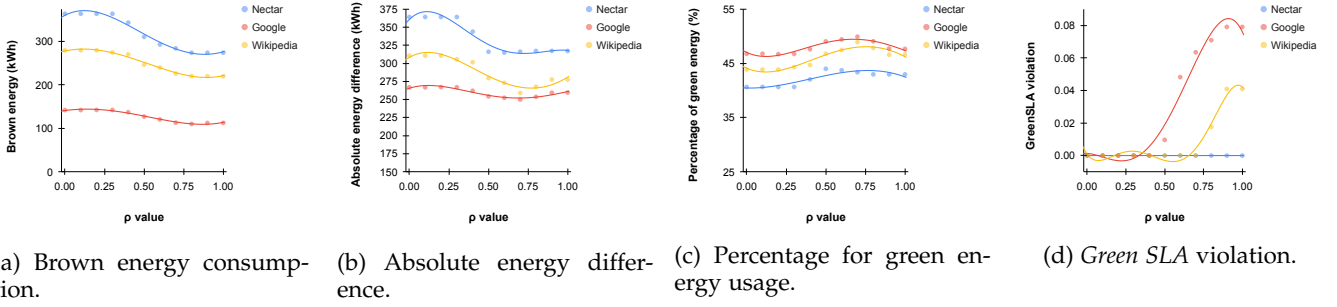 Brown energy (kWh)
300
200
100
0
0.00 0.25 0.50 0.75 1.00
ρ value
Nectar
Google
Wikipedia
Absolute energy difference (kWh)
375
350
325
300
275
250
225
200
175
150
0.00 0.25 0.50 0.75 1.00
ρ value
Nectar
Google
Wikipedia
Percentage of green energy (%)
55
45
35
25
0.00 0.25 0.50 0.75 1.00
ρ value
Nectar
Google
Wikipedia
GreenSLA violation
0.08
0.06
0.04
0.02
0.00
0.00 0.25 0.50 0.75 1.00
ρ value
Nectar
Google
Wikipedia
a) Brown energy consump-
ion.
(b) Absolute energy differ-
ence.
(c) Percentage for green en-
ergy usage.
(d) Green SLA violation.